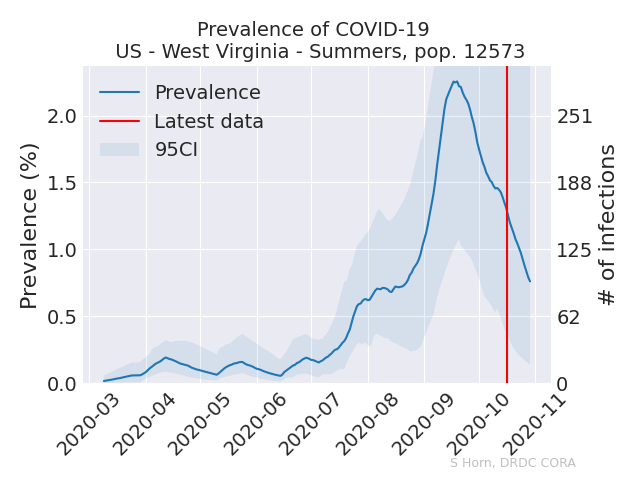 Prevalence of COVID-19
US - West Virginia - Summers, pop. 12573
Prevalence
Latest data
95CI
Prevalence (%)
2.0
1.5
1.0
0.5
0.0
251
188
125
62
0
# of infections
2020-03
2020-04
2020-05
2020-06
2020-07
2020-08
2020-09
2020-10
2020-11
S Horn, DRDC CORA